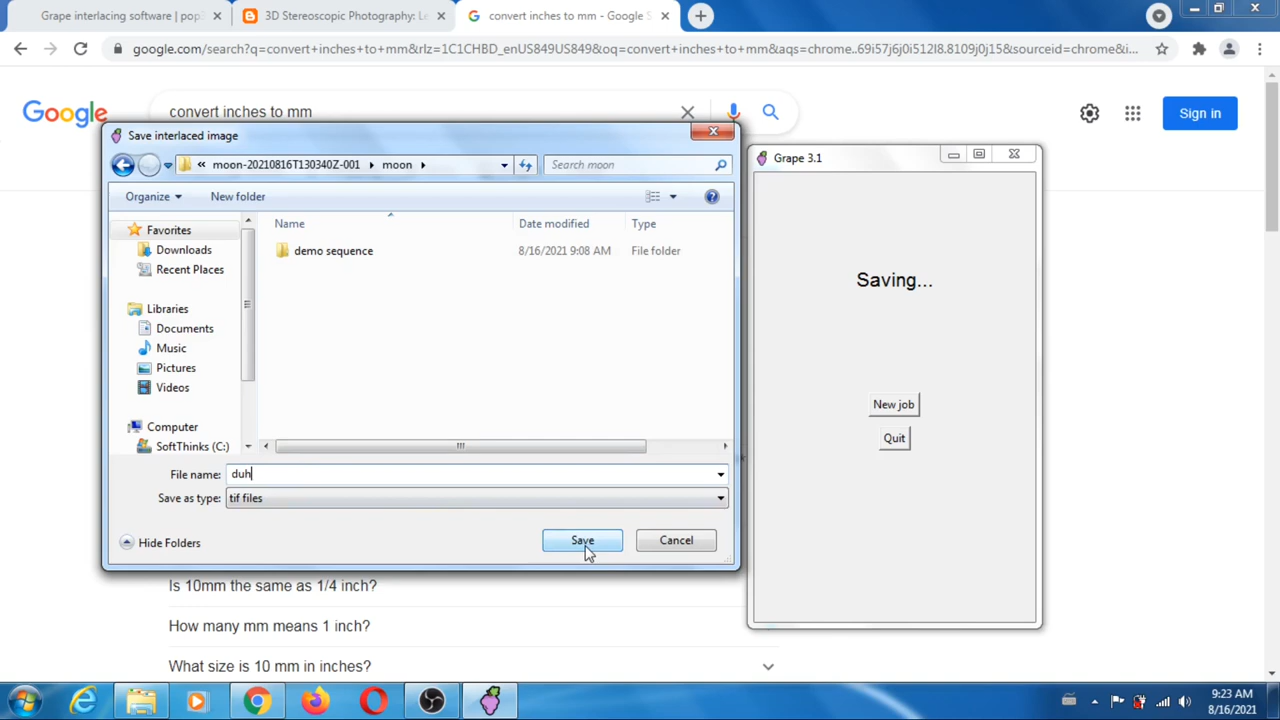 Grape interlacing software | pop3
3D Stereoscopic Photography: Le
convert inches to mm - Google S
google.com/search?q=convert+inches+to+mm&rlz=1C1CHBD_enUS849US849&oq=convert+inches+to+mm&aqs=chrome..69i57j6j0i512l8.8109j0j15&sourceid=chrome&i...
Google
convert inches to mm
Sign in
Save interlaced image
« moon-20210816T130340Z-001 moon
Search moon
Organize
New folder
Name
Date modified
Type
Favorites
Downloads
Recent Places
Libraries
Documents
Music
Pictures
Videos
Computer
SoftThinks (C:)
demo sequence
8/16/2021 9:08 AM
File folder
File name:
duh
Save as type:
tif files
Hide Folders
Save
Cancel
Grape 3.1
Saving...
New job
Quit
Is 10mm the same as 1/4 inch?
How many mm means 1 inch?
What size is 10 mm in inches?
9:23 AM
8/16/2021